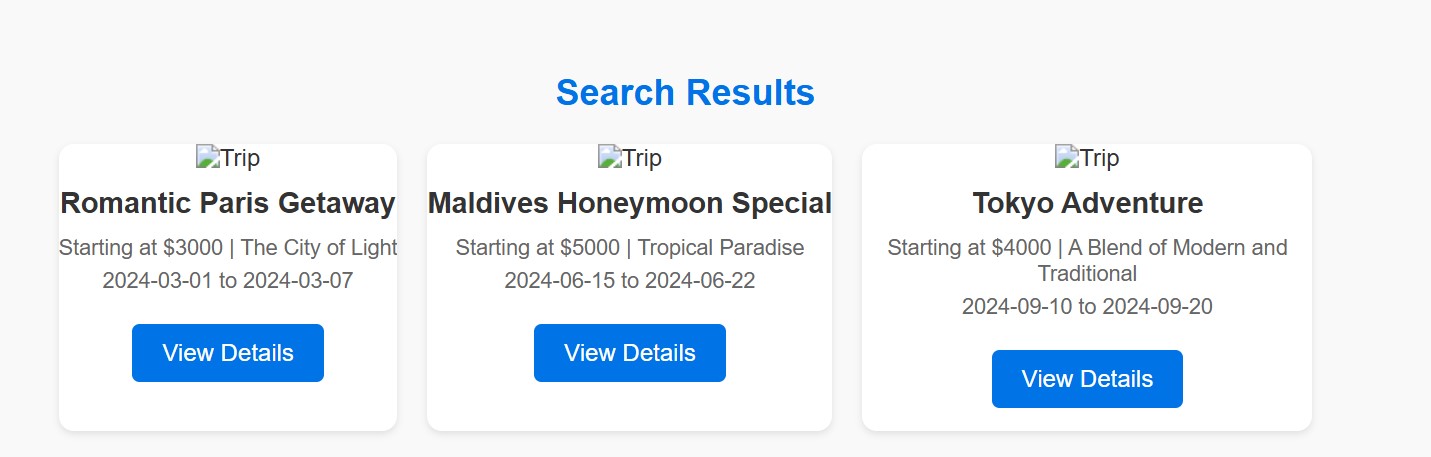 Search Results
Trip
Romantic Paris Getaway
Starting at $3000 | The City of Light
2024-03-01 to 2024-03-07
View Details
Trip
Maldives Honeymoon Special
Starting at $5000 | Tropical Paradise
2024-06-15 to 2024-06-22
View Details
Trip
Tokyo Adventure
Starting at $4000 | A Blend of Modern and
Traditional
2024-09-10 to 2024-09-20
View Details